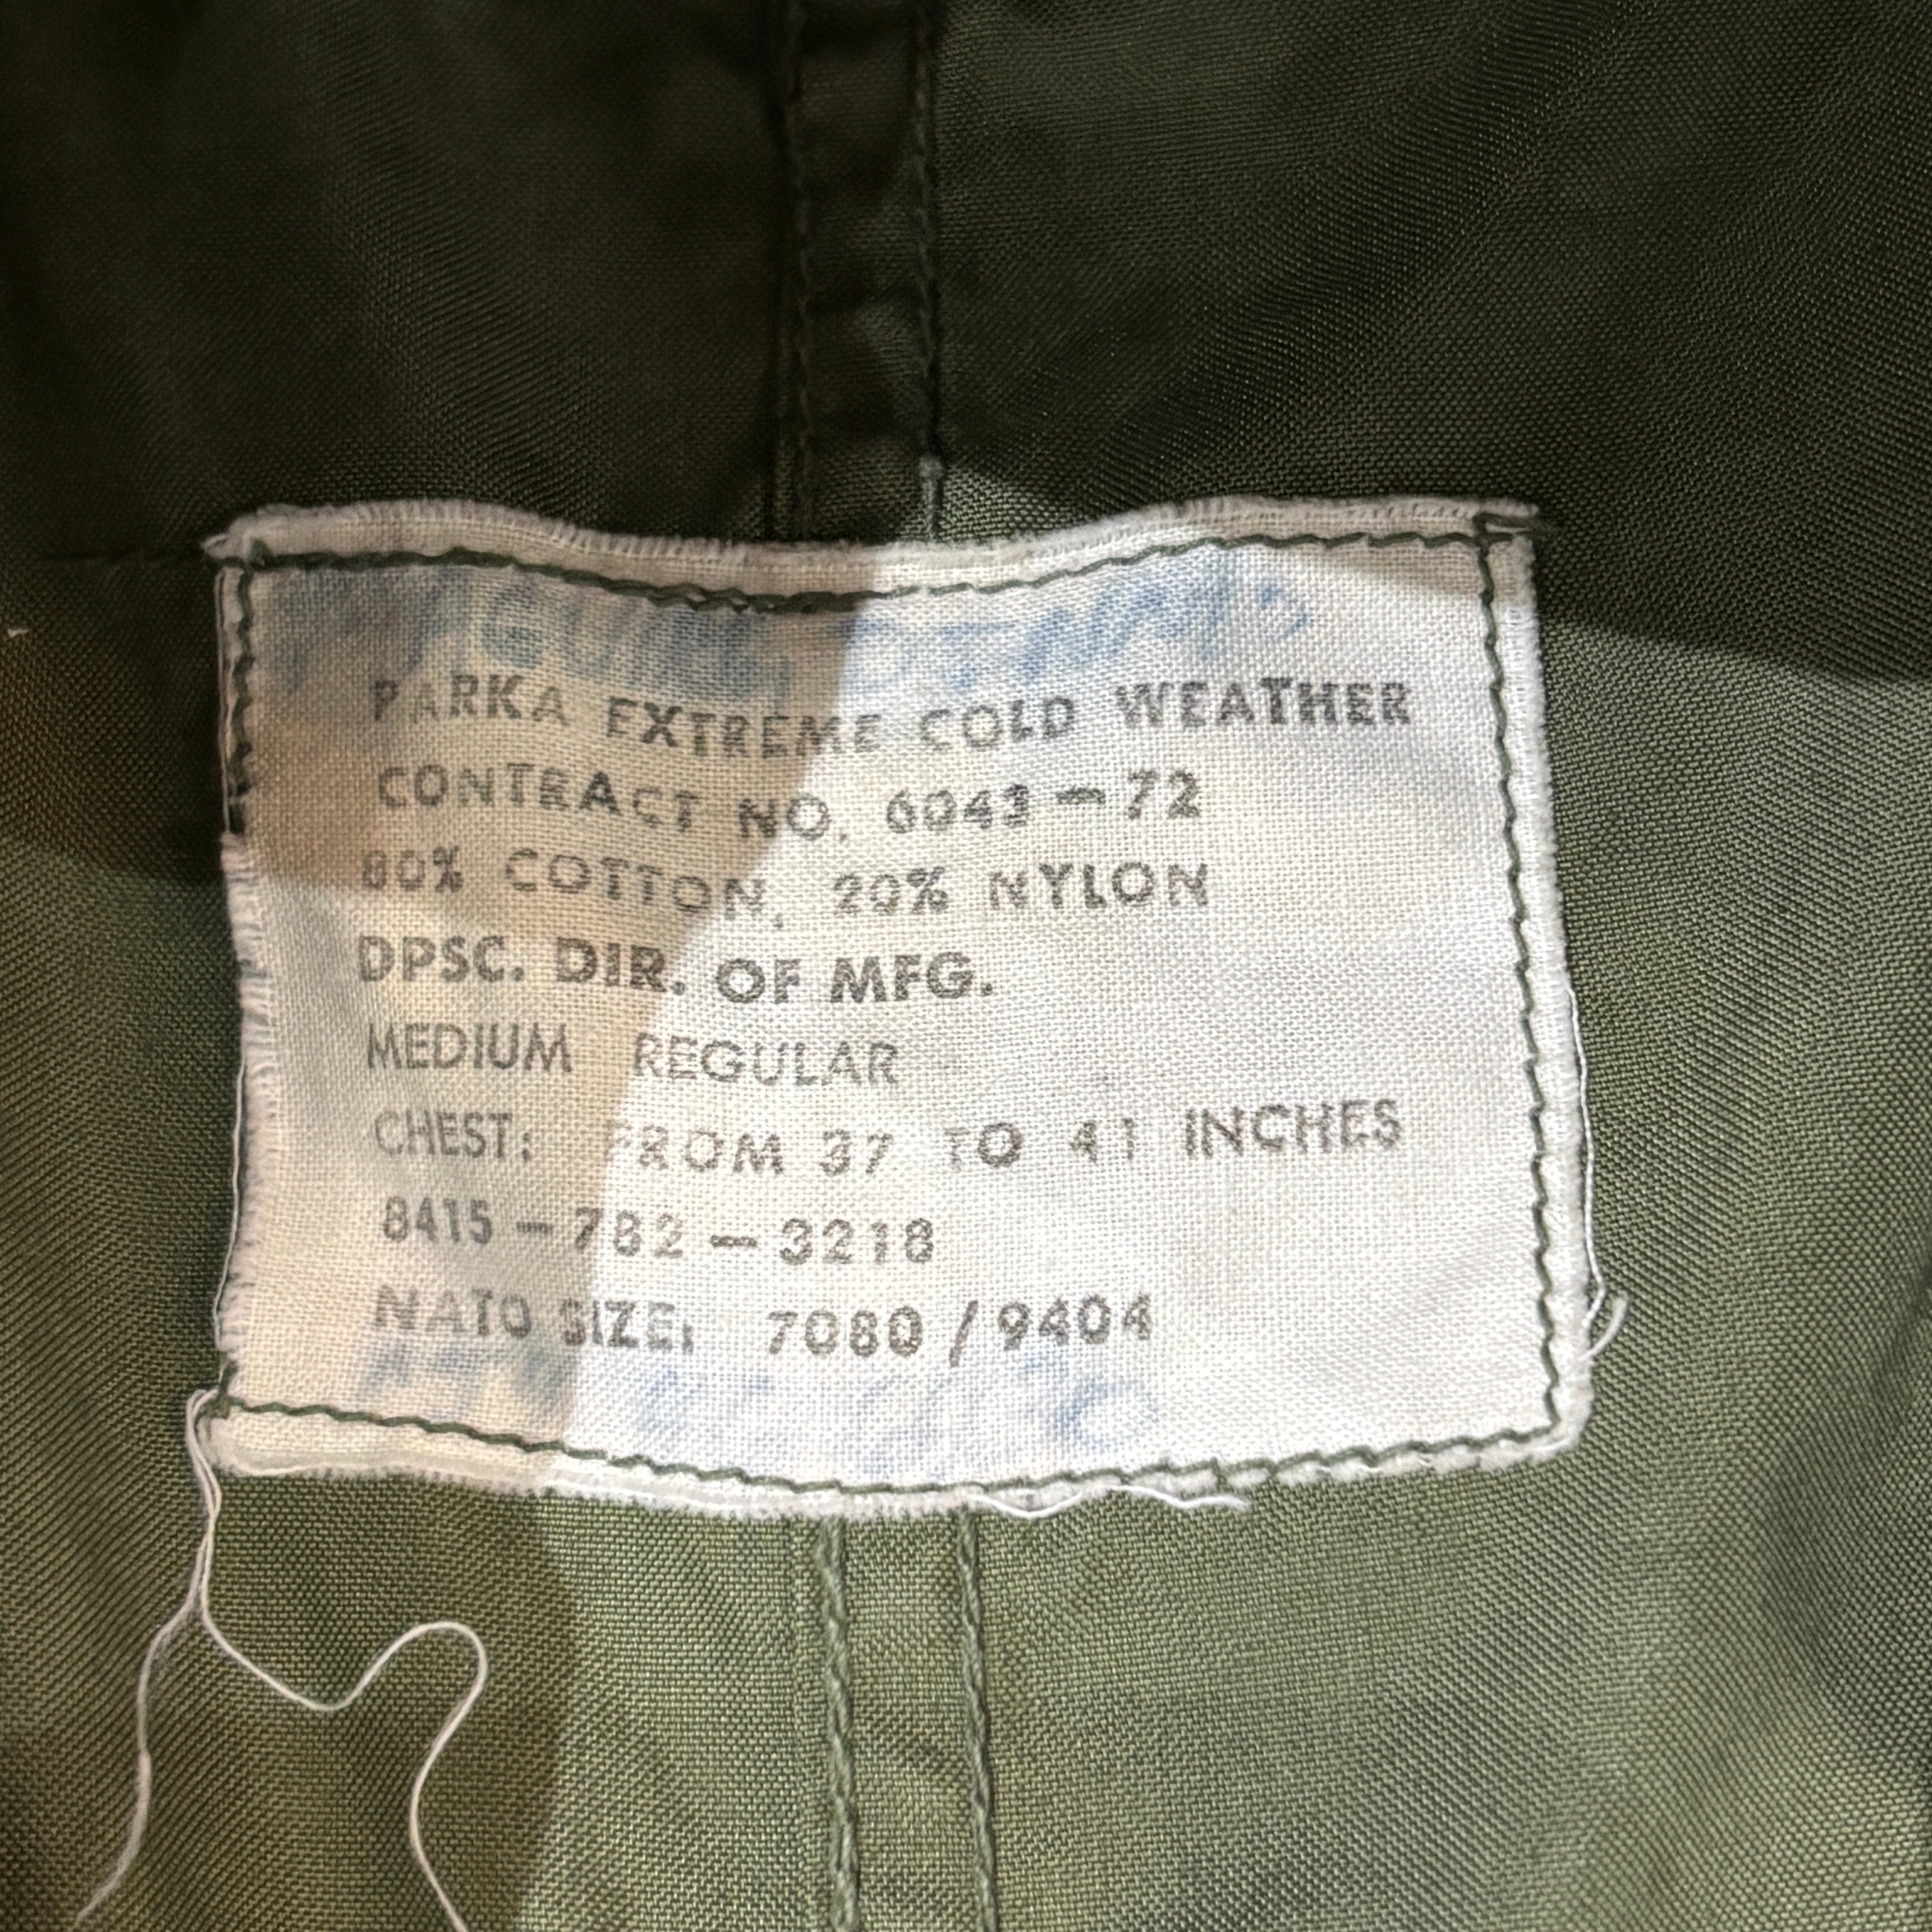 PARKA EXTREME COLD WEATHER
CONTRACT NO. 6043-72
80% COTTON, 20% NYLON
DPSC. DIR. OF MFG.
MEDIUM REGULAR
CHEST: FROM 37 TO 41 INCHES
8415-782-3218
NATO SIZE: 7080/9404